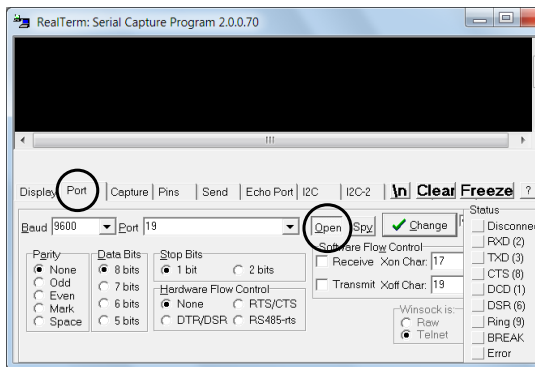 RealTerm: Serial Capture Program 2.0.0.70
Display Port Capture Pins Send Echo Port I2C I2C-2 \n Clear Freeze ?
Status
Baud 9600 Port 19 Open Spy Change
Disconne
RXD (2)
TXD (3)
CTS (8)
DCD (1)
DSR (6)
Ring (9)
BREAK
Error
Parity
None
Odd
Even
Mark
Space
Data Bits
8 bits
7 bits
6 bits
5 bits
Stop Bits
1 bit 2 bits
Hardware Flow Control
None RTS/CTS
DTR/DSR RS485-rts
Software Flow Control
Receive Xon Char: 17
Transmit Xoff Char: 19
Winsock is:
Raw
Telnet